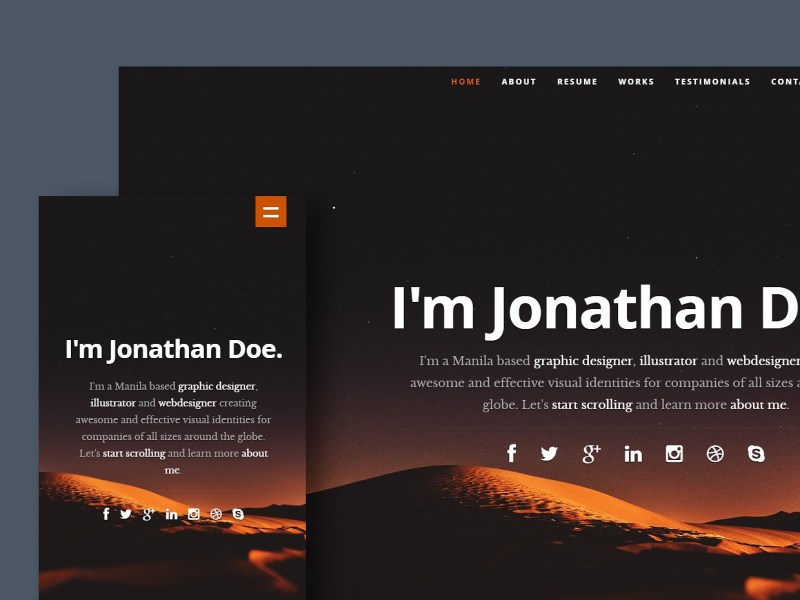 HOME ABOUT RESUME WORKS TESTIMONIALS CONTA
I'm Jonathan D
I'm a Manila based graphic designer, illustrator and webdesigner
awesome and effective visual identities for companies of all sizes a
globe. Let's start scrolling and learn more about me.
I'm Jonathan Doe.
I'm a Manila based graphic designer,
illustrator and webdesigner creating
awesome and effective visual identities for
companies of all sizes around the globe.
Let's start scrolling and learn more about
me.